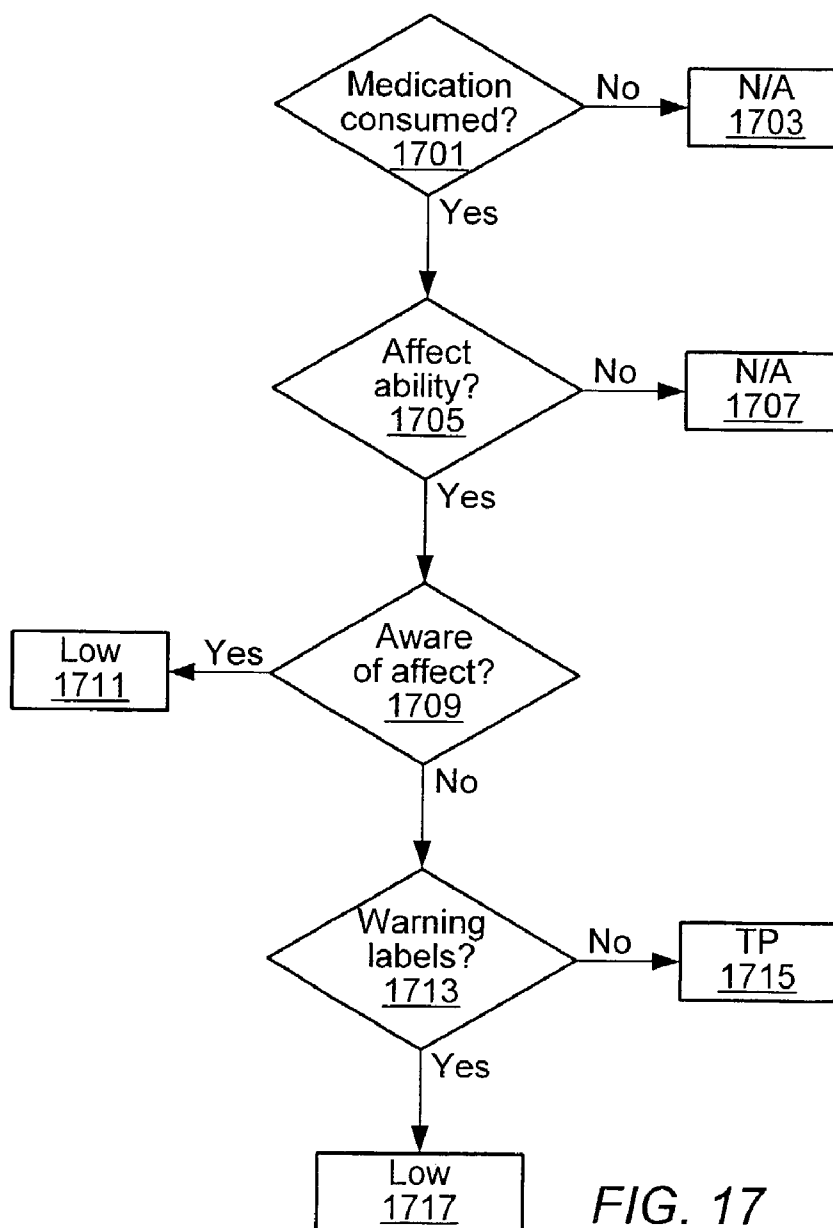 Medication
consumed?
1701
No
N/A
1703
Yes
Affect
ability?
1705
No
N/A
1707
Yes
Aware
of affect?
1709
Yes
Low
1711
No
Warning
labels?
1713
No
TP
1715
Yes
Low
1717
FIG. 17